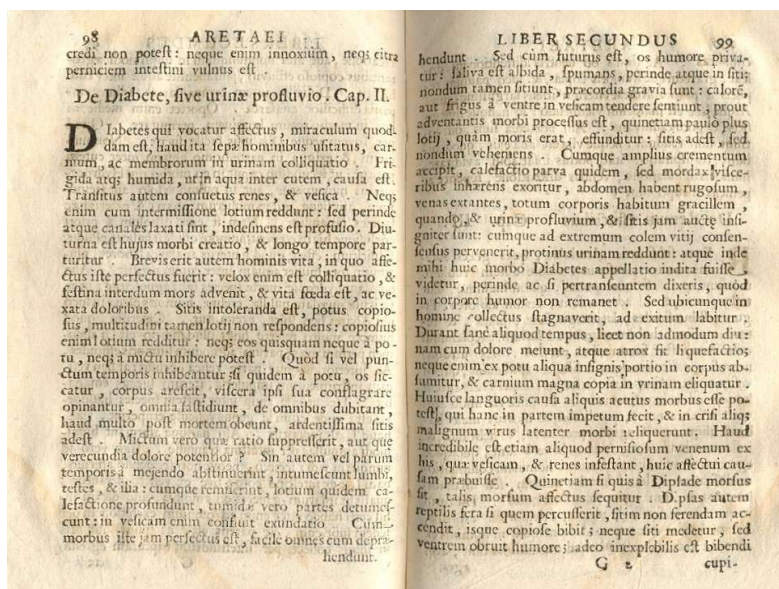 98 ARETAEI
credi non potest: neque enim innoxium, neqꝫ citra
perniciem intestini vulnus est
De Diabete, sive urinæ profluvio. Cap. II.
DIabetes qui vocatur affectus, miraculum quod-
dam est, haud ita sepæ hominibus usitatus, car-
nium, ac membrorum in urinam colliquatio. Fri-
gida atqꝫ humida, ut in aqua inter cutem, causa est.
Transitus autem consuetus renes, & vesica. Neqꝫ
enim cum intermissione lotium reddunt: sed perinde
atque canales laxati sint, indesinens est profusio. Diu-
turna est hujus morbi creatio, & longo tempore par-
turitur. Brevis erit autem hominis vita, in quo affe-
ctus iste perfectus fuerit: velox enim est colliquatio, &
festina interdum mors advenit, & vita fœda est, ac ve-
xata doloribus. Sitis intoleranda est, potus copio-
sus, multitudini tamen lotij non respondens: copiosius
enim lotium redditur: neqꝫ eos quisquam neque à po-
tu, neqꝫ à mictu inhibere potest. Quòd si vel pun-
ctum temporis inhibeantur: si quidem à potu, os sic-
catur, corpus arescit, viscera ipsi sua conflagrare
opinantur, omnia fastidiunt, de omnibus dubitant,
haud multo post mortem obeunt, ardentissima sitis
adest. Mictum vero quæ ratio suppresserit, aut que
verecundia dolore potentior? Sin autem vel parum
temporis à mejendo abstinuerint, intumescunt lumbi,
testes, & ilia: cumque remiserint, lotium quidem ca-
lefactione profundunt, tumidæ vero partes detumes-
cunt: in vesicam enim confluit exundatio Cum
morbus iste jam perfectus est, facile omnes cum depra-
hendunt.
LIBER SECUNDUS 99
hendunt. Sed cùm futurus est, os humore priva-
tur: saliva est albida, spumans, perinde atque in siti:
nondum tamen sitiunt, præcordia gravia sunt: calorē,
aut frigus à ventre in vesicam tendere sentiunt, prout
adventantis morbi processus est, quinetiam paulò plus
lotij, quàm moris erat, effunditur: sitis adest, sed
nondum vehemens. Cumque amplius crementum
accipit, calefactio parva quidem, sed mordax visce-
ribus inhærens exoritur, abdomen habent rugosum,
venas extantes, totum corporis habitum gracillem,
quando, & urinæ profluvium, & sitis jam auctę insi-
gniter sunt: cumque ad extremum colem vitij consen-
sensus pervenerit, protinus urinam reddunt: atque inde
mihi huic morbo Diabetes appellatio indita fuisse
videtur, perinde ac si pertranseuntem dixeris, quòd
in corpore humor non remanet. Sed ubicunque in
homine collectus stagnaverit, ad exitum labitur.
Durant sanè aliquod tempus, licet non admodum diu:
nam cum dolore meiunt, atque atrox fit liquefactio;
neque enim ex potu aliqua insignis portio in corpus ab-
sumitur, & carnium magna copia in vrinam eliquatur.
Huiusce languoris causa aliquis acutus morbus esse po-
test, qui hanc in partem impetum fecit, & in crisi aliqꝫ
malignum virus latenter morbi reliquerunt. Haud
incredibile est etiam aliquod perniciosum venenum ex
his, quæ vesicam, & renes infestant, huic affectui cau-
sam præbuisse. Quinetiam si quis à Dipsade morsus
sit, talis morsum affectus sequitur. Dipsas autem
reptilis fera si quem percusserit, sitim non ferendam ac-
cendit, isque copiose bibit; neque siti medetur, sed
ventrem obruit humore; adeo inexplebilis est bibendi
G 2 cupi-